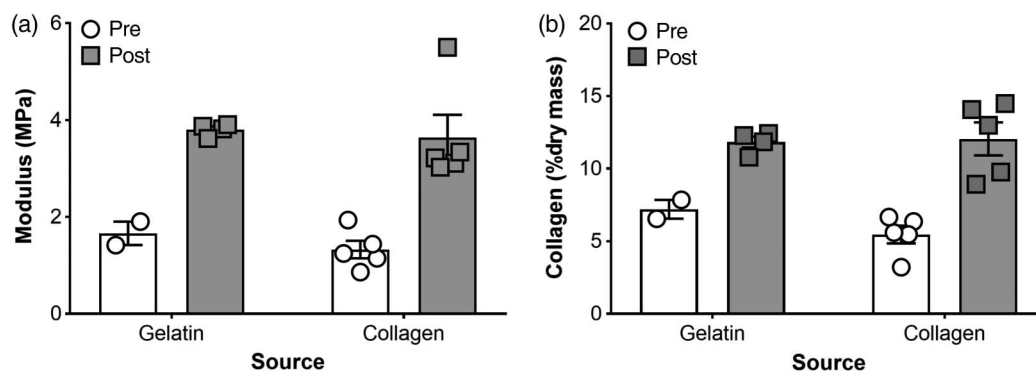 (a)
Pre
Post
Modulus (MPa)
6
4
2
0
Gelatin Collagen
Source
(b)
Pre
Post
Collagen (%dry mass)
20
15
10
5
0
Gelatin Collagen
Source